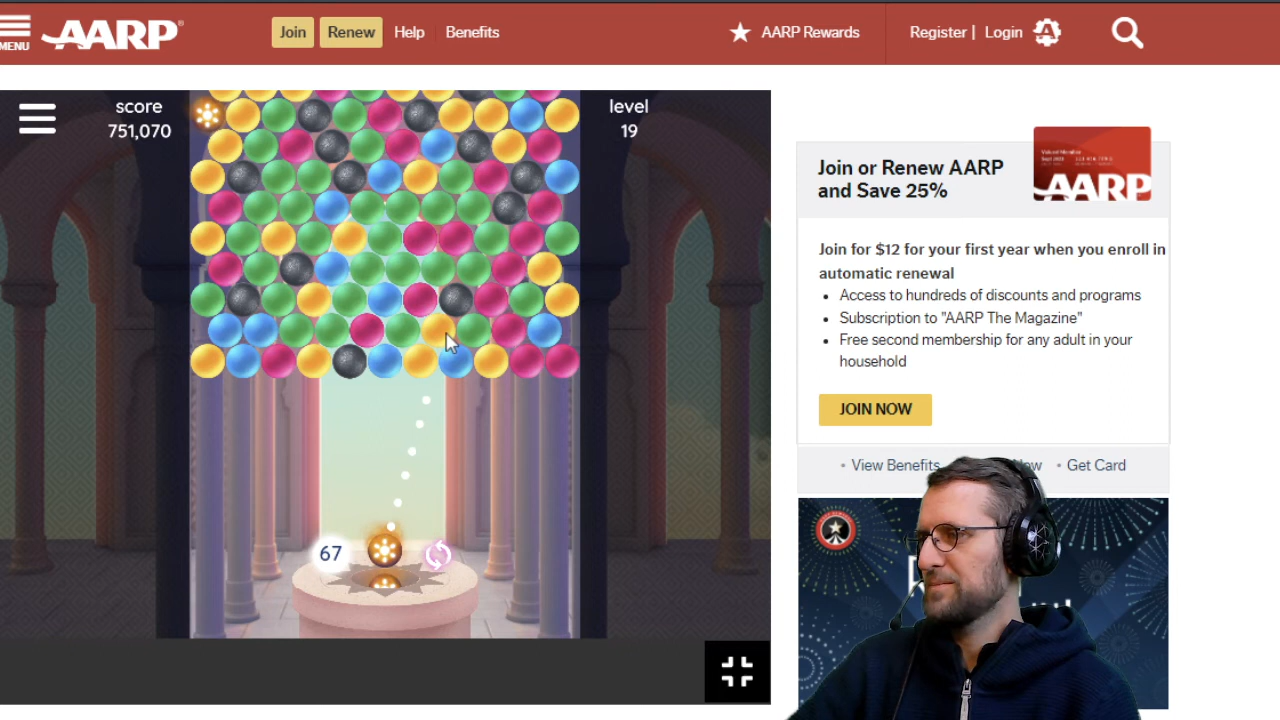 MENU
AARP
Join
Renew
Help
Benefits
AARP Rewards
Register |
Login
score
751,070
level
19
67
Join or Renew AARP
and Save 25%
AARP
Join for $12 for your first year when you enroll in
automatic renewal
• Access to hundreds of discounts and programs
• Subscription to "AARP The Magazine"
• Free second membership for any adult in your
household
JOIN NOW
• View Benefits
• Get Card